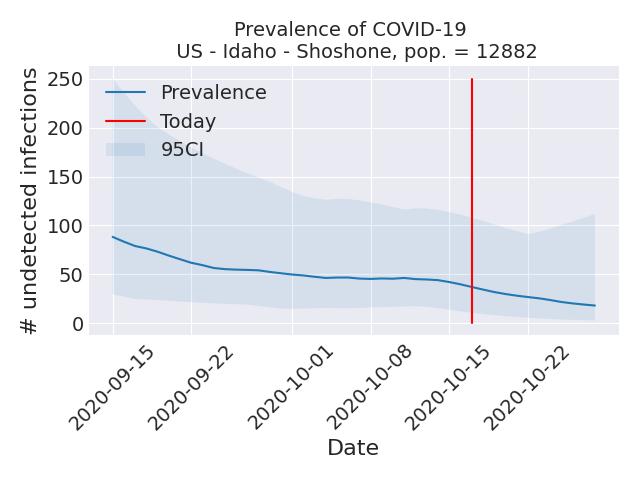 Prevalence of COVID-19
US - Idaho - Shoshone, pop. = 12882
# undetected infections
250
200
150
100
50
0
Prevalence
Today
95CI
2020-09-15
2020-09-22
2020-10-01
2020-10-08
2020-10-15
2020-10-22
Date